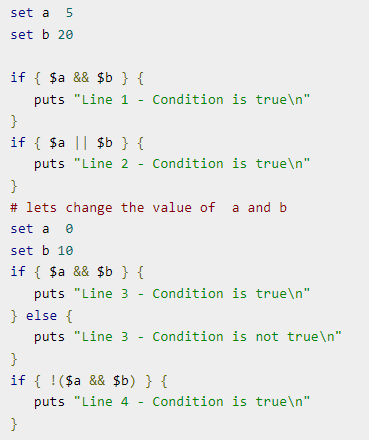 set a  5
set b 20

if { $a && $b } {
   puts "Line 1 - Condition is true\n"
}
if { $a || $b } {
   puts "Line 2 - Condition is true\n"
}
# lets change the value of  a and b
set a  0
set b 10
if { $a && $b } {
   puts "Line 3 - Condition is true\n"
} else {
   puts "Line 3 - Condition is not true\n"
}
if { !($a && $b) } {
   puts "Line 4 - Condition is true\n"
}